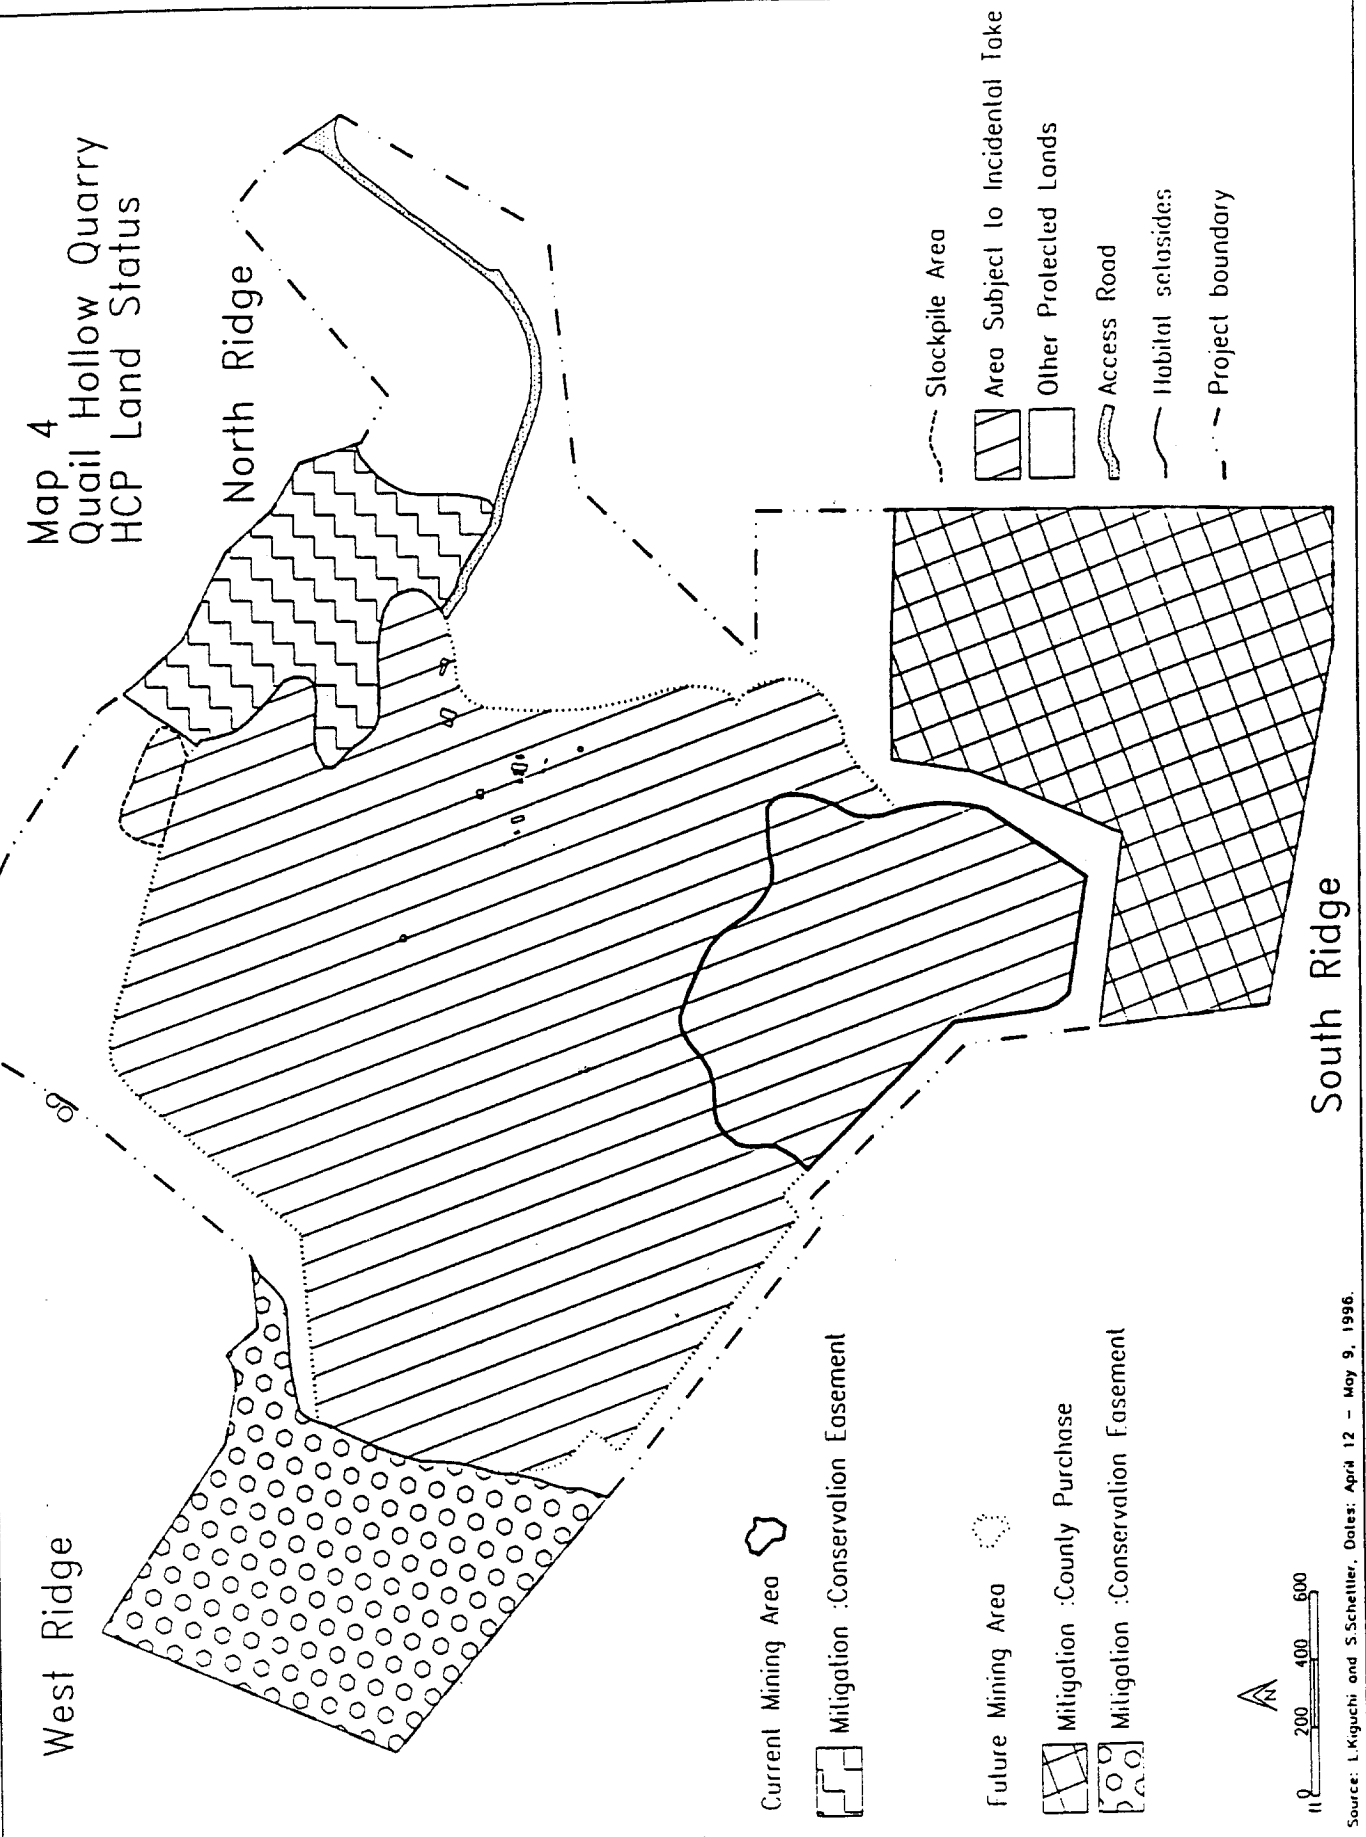 Map 4
Quail Hollow Quarry
HCP Land Status
North Ridge
West Ridge
South Ridge
Stockpile Area
Area Subject to Incidental Take
Other Protected Lands
Access Road
Habitat setasides
Project boundary
Current Mining Area
Mitigation :Conservation Easement
Future Mining Area
Mitigation :County Purchase
Mitigation :Conservation Easement
N
0 200 400 600
ft
Source: L.Kiguchi and S.Schettler, Dates: April 12 - May 9, 1996.